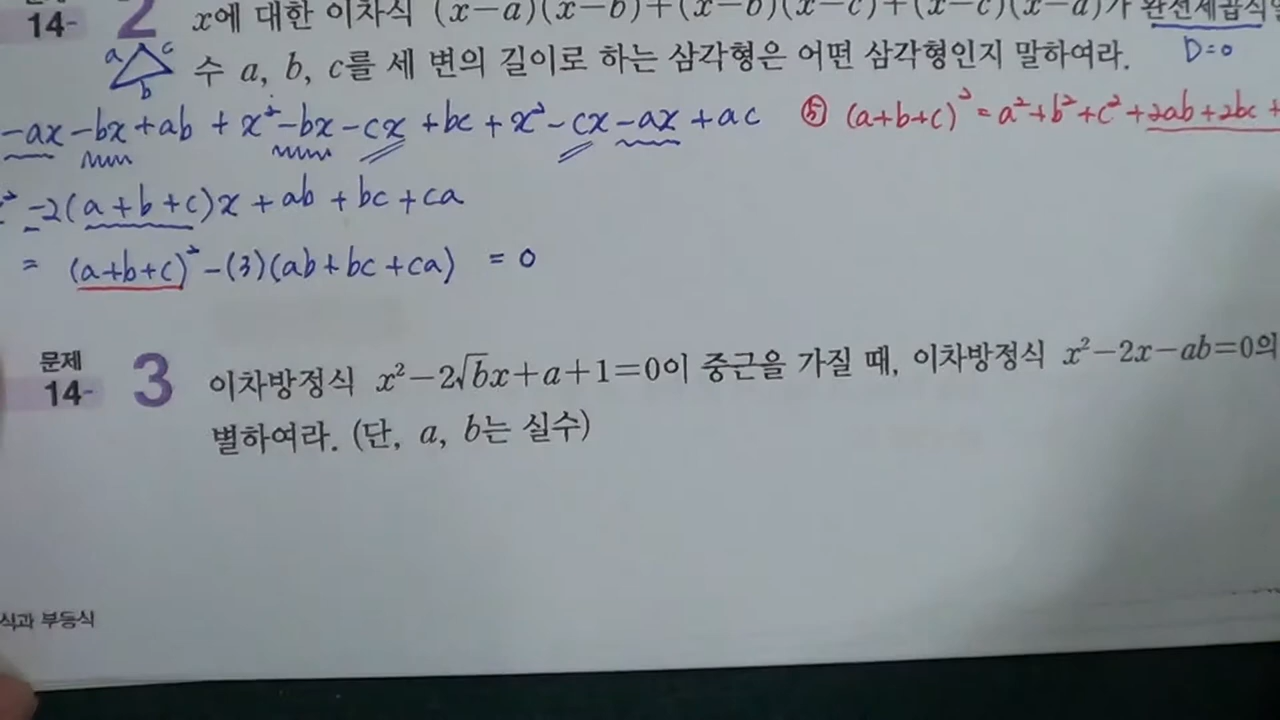 14- 2 x에 대한 이차식 (x-a)(x-b)+(x-b)(x-c)+(x-c)(x-a)가 완전제곱식일
수 a, b, c를 세 변의 길이로 하는 삼각형은 어떤 삼각형인지 말하여라. D=0
a c
b
-ax -bx +ab + x² -bx -cx +bc + x² -cx -ax +ac ⑤ (a+b+c)² = a²+b²+c²+2ab+2bc+
² -2(a+b+c)x + ab + bc + ca
= (a+b+c)² -(3)(ab+bc+ca) = 0
문제
14- 3 이차방정식 x²-2√bx+a+1=0이 중근을 가질 때, 이차방정식 x²-2x-ab=0의
별하여라. (단, a, b는 실수)
식과 부등식